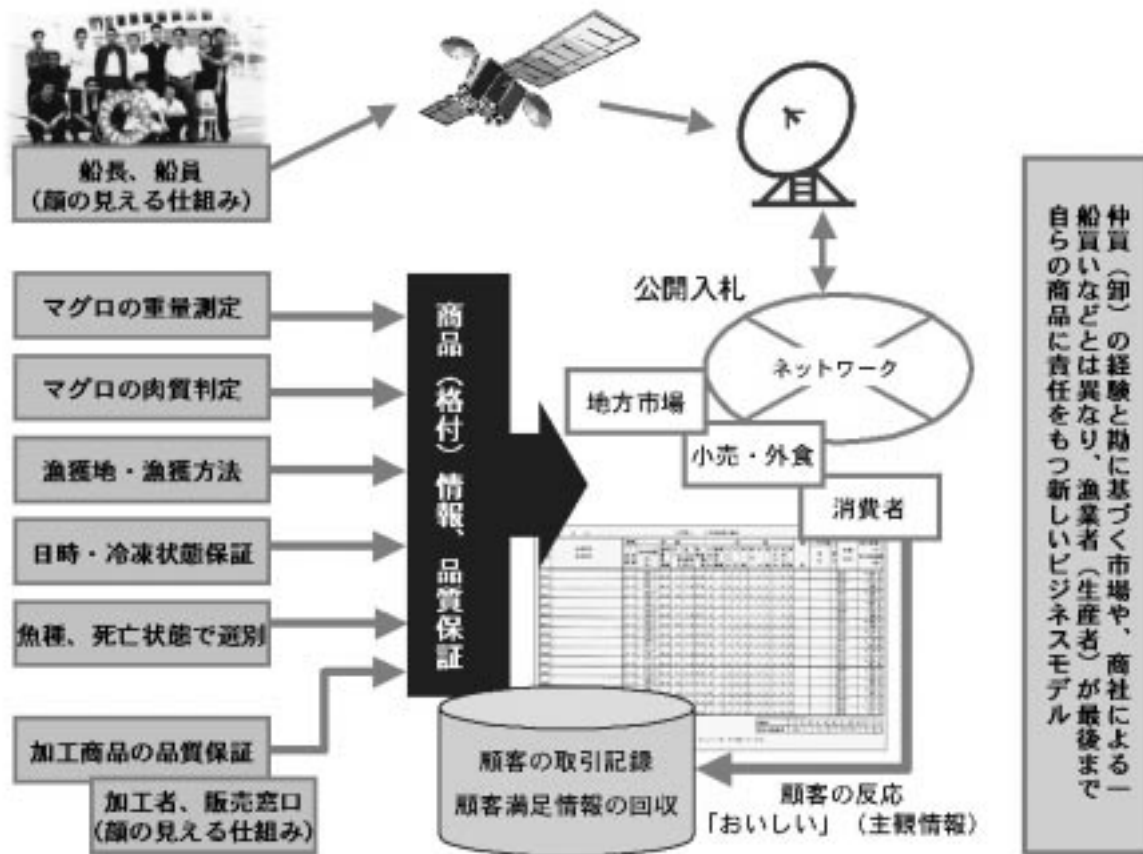 船長、船員
(顔の見える仕組み)
マグロの重量測定
マグロの肉質判定
漁獲地・漁獲方法
日時・冷凍状態保証
魚種、死亡状態で選別
加工商品の品質保証
加工者、販売窓口
(顔の見える仕組み)
商品(格付)情報、品質保証
公開入札
ネットワーク
地方市場
小売・外食
消費者
顧客の取引記録
顧客満足情報の回収
顧客の反応
「おいしい」(主観情報)
仲買(卸)の経験と勘に基づく市場や、商社による一
船買いなどとは異なり、漁業者(生産者)が最後まで
自らの商品に責任をもつ新しいビジネスモデル